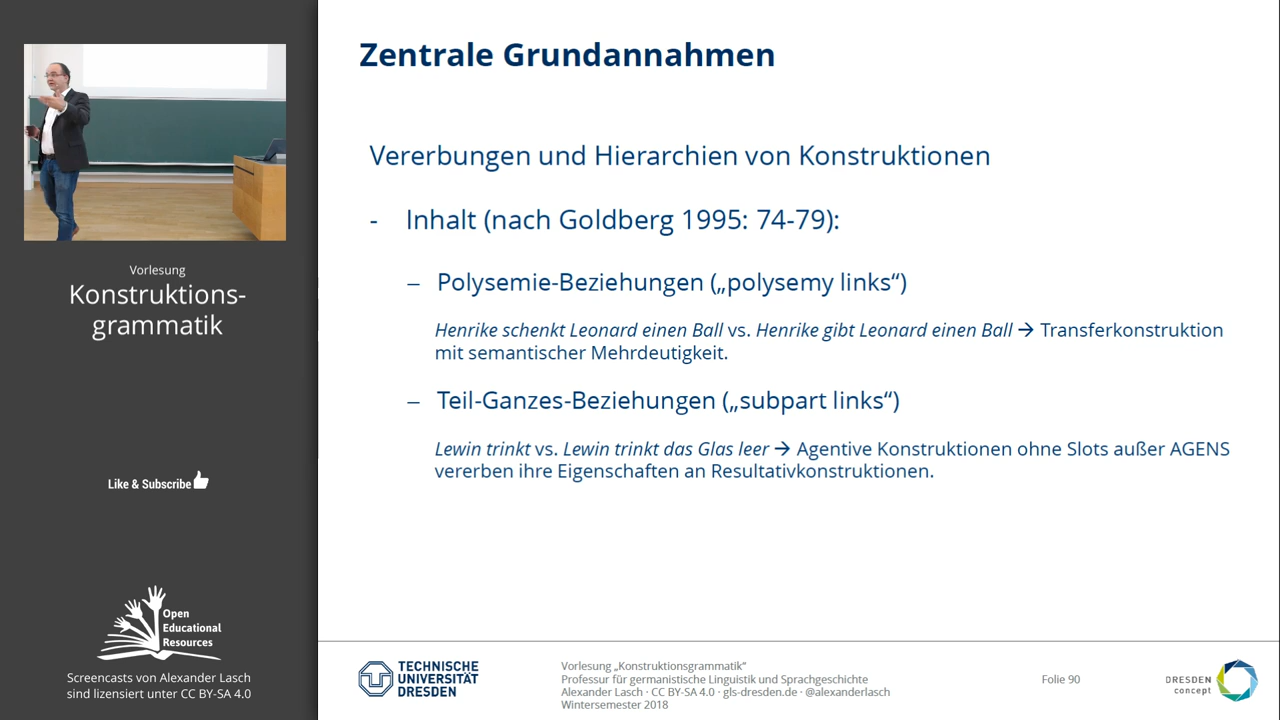 Zentrale Grundannahmen
Vererbungen und Hierarchien von Konstruktionen
- Inhalt (nach Goldberg 1995: 74-79):
– Polysemie-Beziehungen („polysemy links“)
Henrike schenkt Leonard einen Ball vs. Henrike gibt Leonard einen Ball → Transferkonstruktion
mit semantischer Mehrdeutigkeit.
– Teil-Ganzes-Beziehungen („subpart links“)
Lewin trinkt vs. Lewin trinkt das Glas leer → Agentive Konstruktionen ohne Slots außer AGENS
vererben ihre Eigenschaften an Resultativkonstruktionen.
Vorlesung
Konstruktions-
grammatik
Like & Subscribe
Open
Educational
Resources
Screencasts von Alexander Lasch
sind lizensiert unter CC BY-SA 4.0
TECHNISCHE
UNIVERSITÄT
DRESDEN
Vorlesung „Konstruktionsgrammatik“
Professur für germanistische Linguistik und Sprachgeschichte
Alexander Lasch · CC BY-SA 4.0 · gls-dresden.de · @alexanderlasch
Wintersemester 2018
Folie 90
DRESDEN
concept